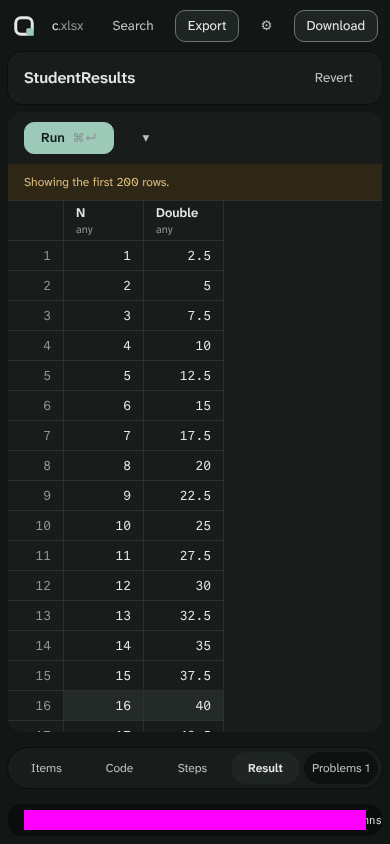 c.xlsx Search Export ⚙ Download
StudentResults Revert
Run ⌘↵ ▼
Showing the first 200 rows.
N Double
any any
1 1 2.5
2 2 5
3 3 7.5
4 4 10
5 5 12.5
6 6 15
7 7 17.5
8 8 20
9 9 22.5
10 10 25
11 11 27.5
12 12 30
13 13 32.5
14 14 35
15 15 37.5
16 16 40
Items Code Steps Result Problems 1